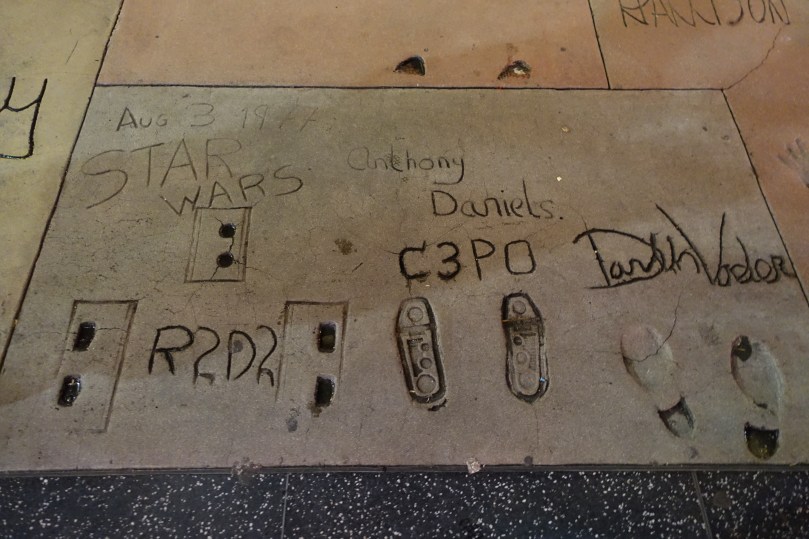 Aug 3 1977
STAR
WARS
Anthony
Daniels.
C3PO
Darth Vader
R2D2